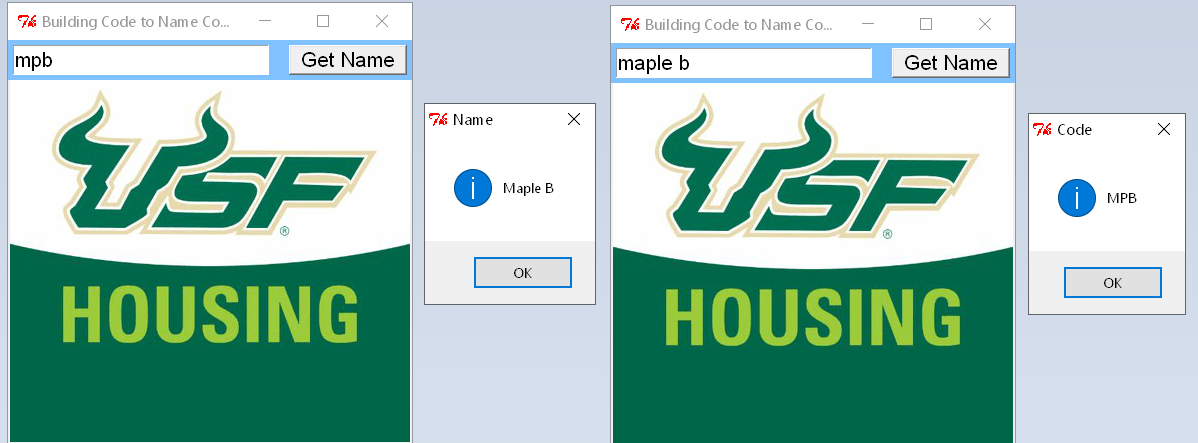 Building Code to Name Co...
mpb
Get Name
USF
®
HOUSING
Name
i
Maple B
OK
Building Code to Name Co...
maple b
Get Name
USF
®
HOUSING
Code
i
MPB
OK